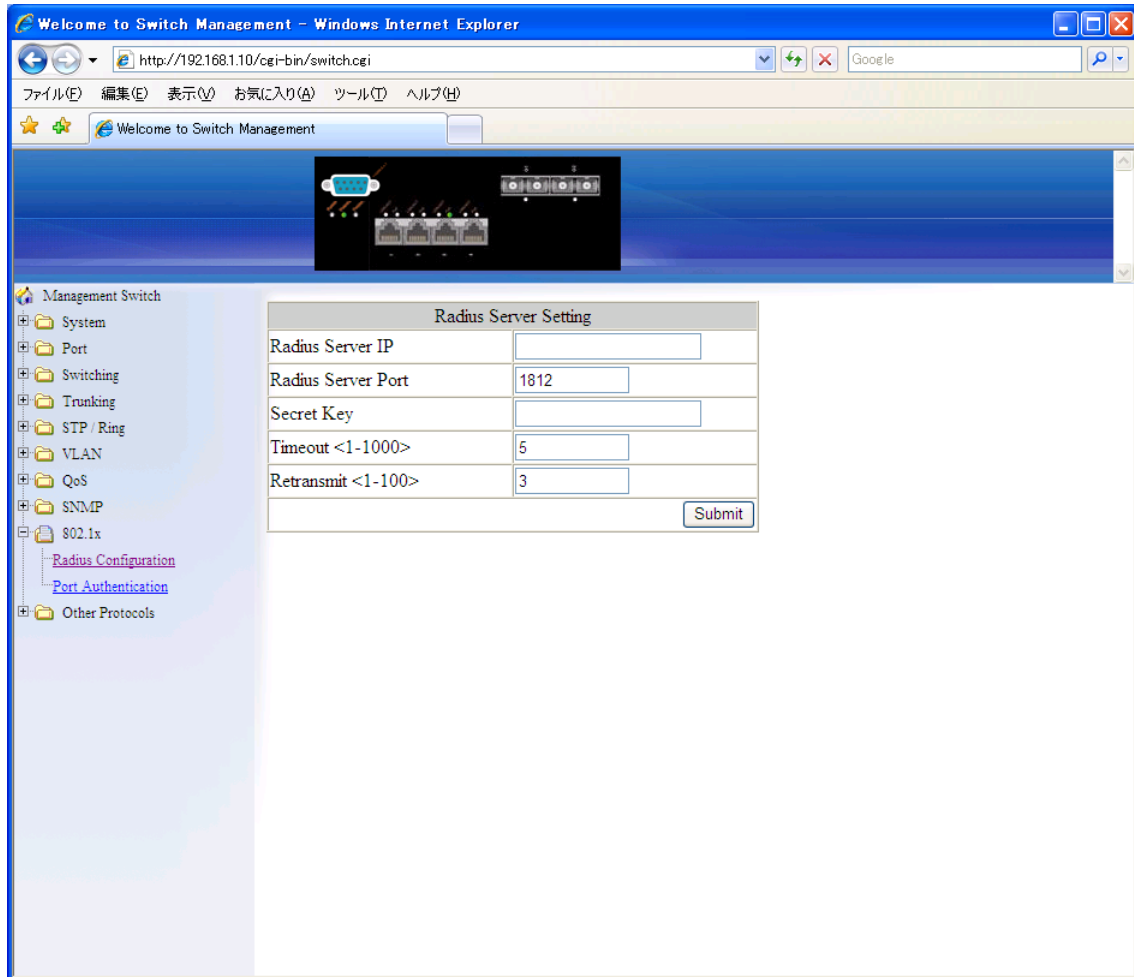 Welcome to Switch Management - Windows Internet Explorer
http://192.168.1.10/cgi-bin/switch.cgi
Google
ファイル(F) 編集(E) 表示(V) お気に入り(A) ツール(T) ヘルプ(H)
Welcome to Switch Management
Management Switch
System
Port
Switching
Trunking
STP / Ring
VLAN
QoS
SNMP
802.1x
Radius Configuration
Port Authentication
Other Protocols
Radius Server Setting
Radius Server IP
Radius Server Port 1812
Secret Key
Timeout <1-1000> 5
Retransmit <1-100> 3
Submit